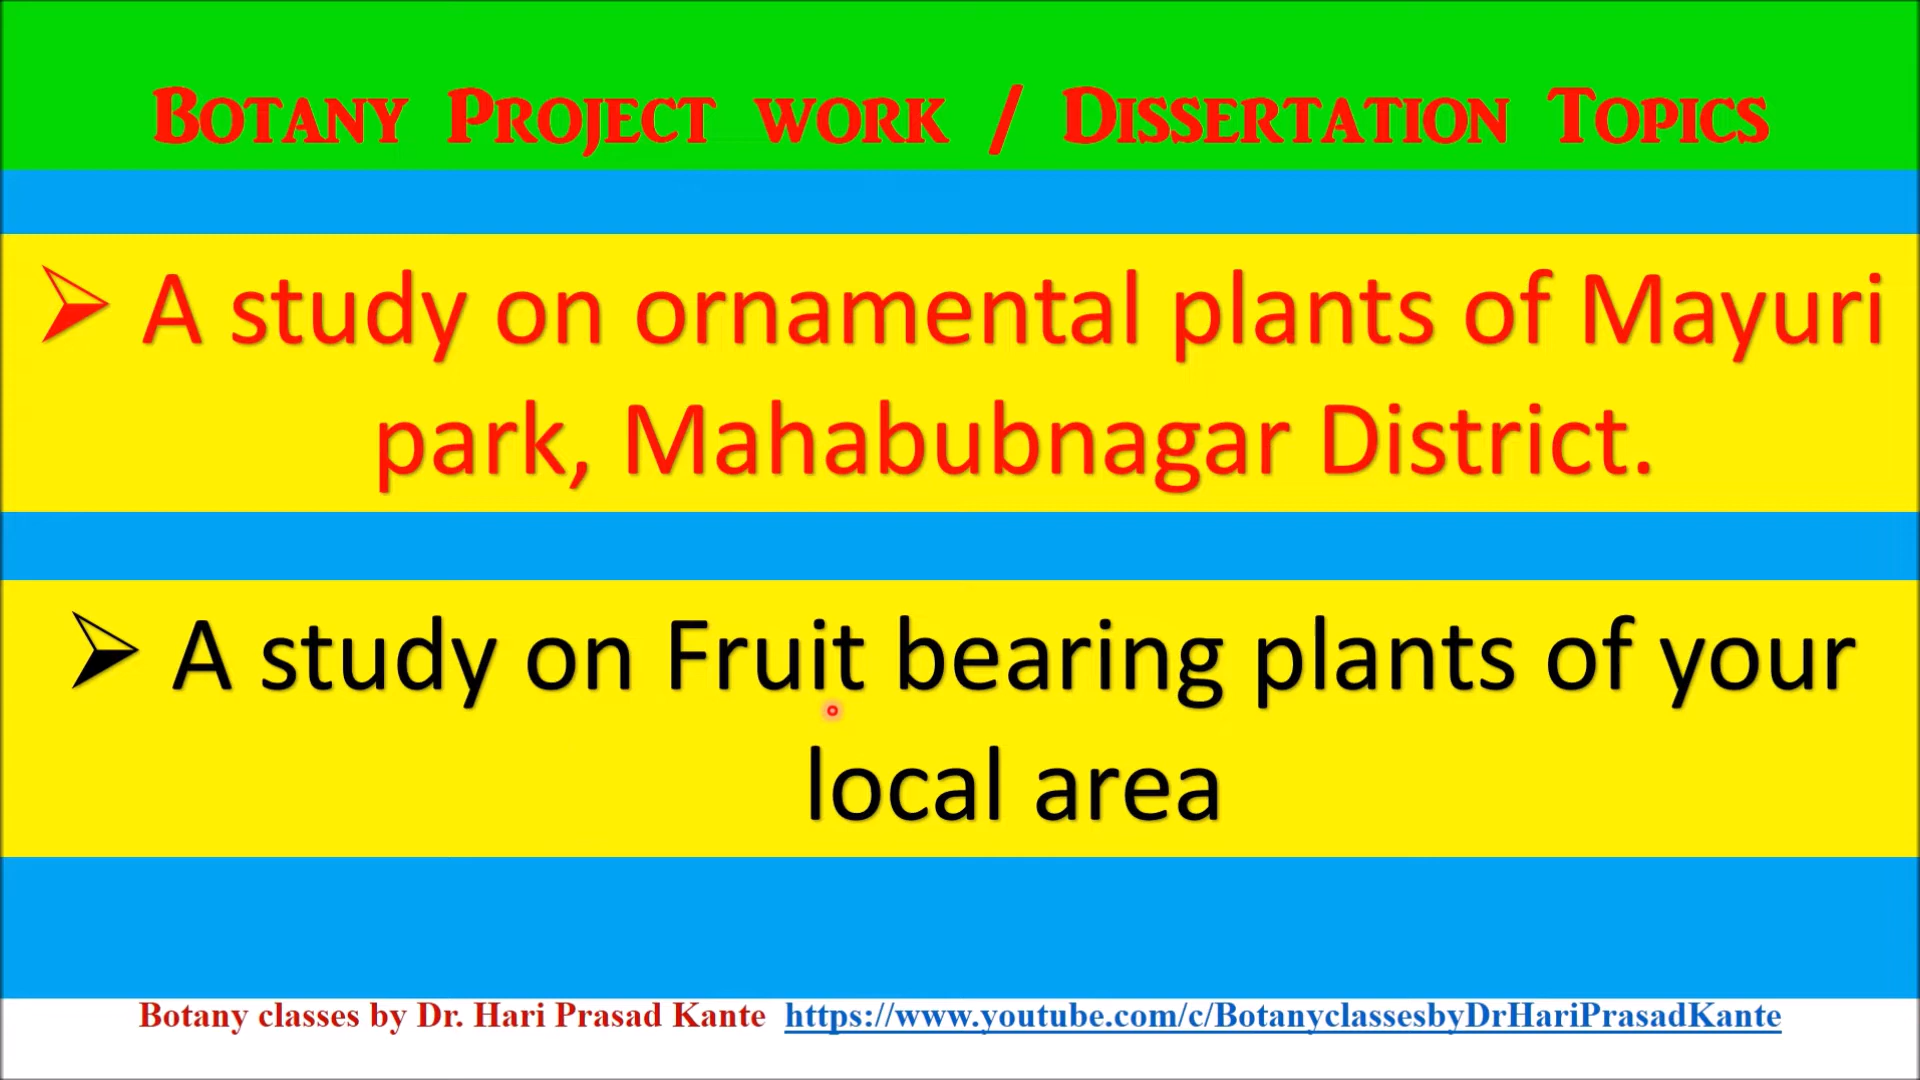 Botany Project work / Dissertation Topics
➢ A study on ornamental plants of Mayuri
park, Mahabubnagar District.
➢ A study on Fruit bearing plants of your
local area
Botany classes by Dr. Hari Prasad Kante https://www.youtube.com/c/BotanyclassesbyDrHariPrasadKante